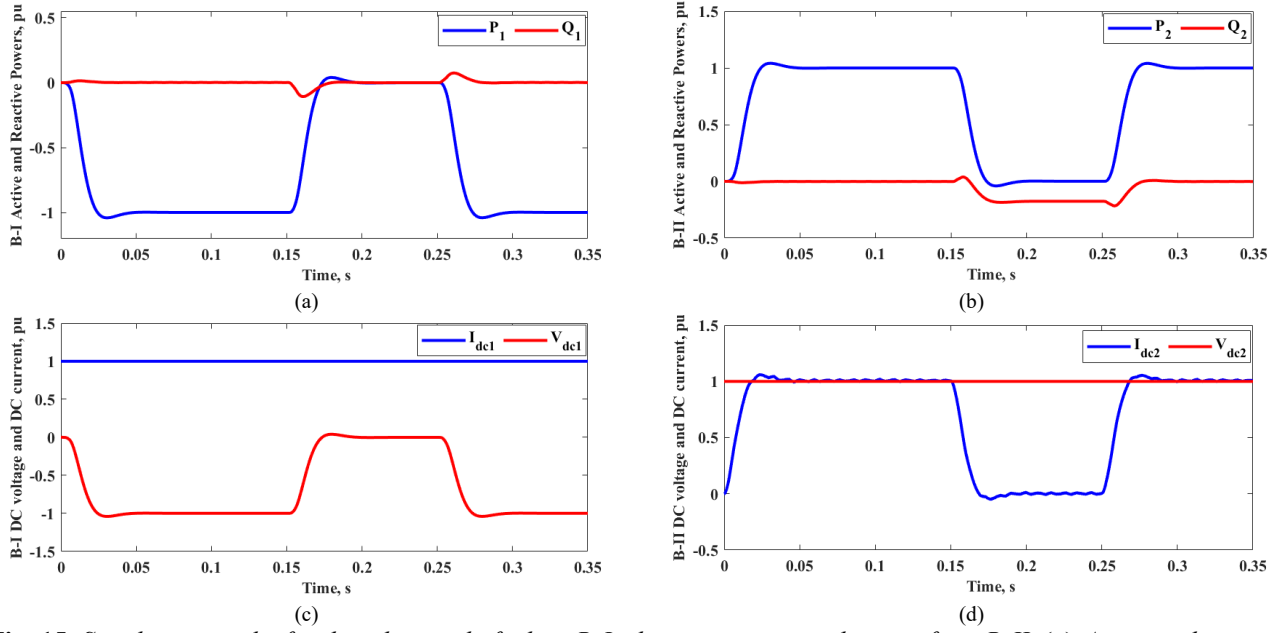 B-I Active and Reactive Powers, pu
0.5
0
-0.5
-1
P1 Q1
0 0.05 0.1 0.15 0.2 0.25 0.3 0.35
Time, s
(a)
B-II Active and Reactive Powers, pu
1.5
1
0.5
0
-0.5
P2 Q2
0 0.05 0.1 0.15 0.2 0.25 0.3 0.35
Time, s
(b)
B-I DC voltage and DC current, pu
1.5
1
0.5
0
-0.5
-1
-1.5
Idc1 Vdc1
0 0.05 0.1 0.15 0.2 0.25 0.3 0.35
Time, s
(c)
B-II DC voltage and DC current, pu
1.5
1
0.5
0
-0.5
Idc2 Vdc2
0 0.05 0.1 0.15 0.2 0.25 0.3 0.35
Time, s
(d)